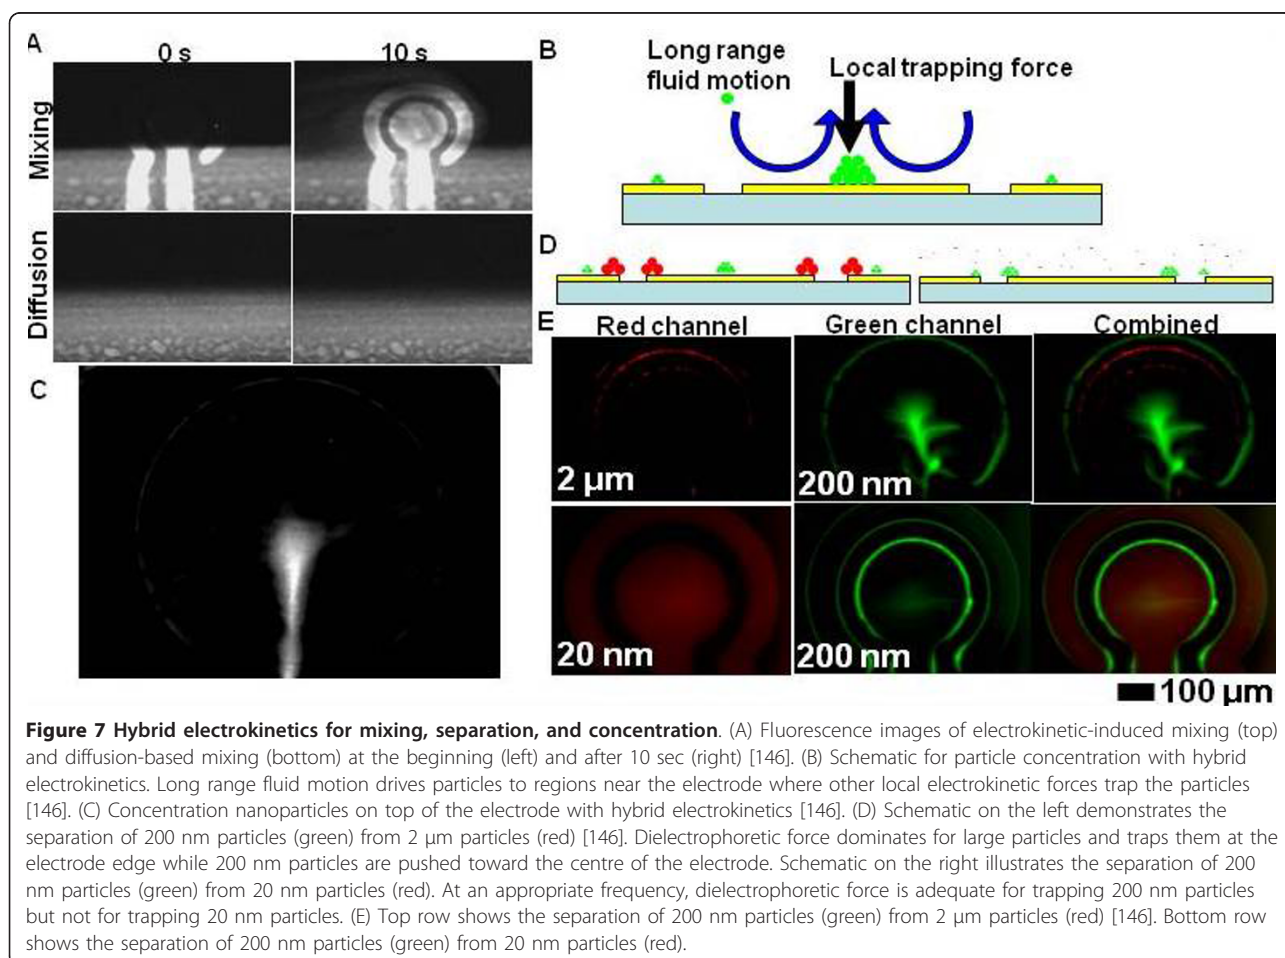 A
0 s
10 s
Mixing
Diffusion
B
Long range
fluid motion
Local trapping force
C
D
E
Red channel
Green channel
Combined
2 µm
200 nm
20 nm
200 nm
100 µm
Figure 7 Hybrid electrokinetics for mixing, separation, and concentration. (A) Fluorescence images of electrokinetic-induced mixing (top)
and diffusion-based mixing (bottom) at the beginning (left) and after 10 sec (right) [146]. (B) Schematic for particle concentration with hybrid
electrokinetics. Long range fluid motion drives particles to regions near the electrode where other local electrokinetic forces trap the particles
[146]. (C) Concentration nanoparticles on top of the electrode with hybrid electrokinetics [146]. (D) Schematic on the left demonstrates the
separation of 200 nm particles (green) from 2 µm particles (red) [146]. Dielectrophoretic force dominates for large particles and traps them at the
electrode edge while 200 nm particles are pushed toward the centre of the electrode. Schematic on the right illustrates the separation of 200
nm particles (green) from 20 nm particles (red). At an appropriate frequency, dielectrophoretic force is adequate for trapping 200 nm particles
but not for trapping 20 nm particles. (E) Top row shows the separation of 200 nm particles (green) from 2 µm particles (red) [146]. Bottom row
shows the separation of 200 nm particles (green) from 20 nm particles (red).